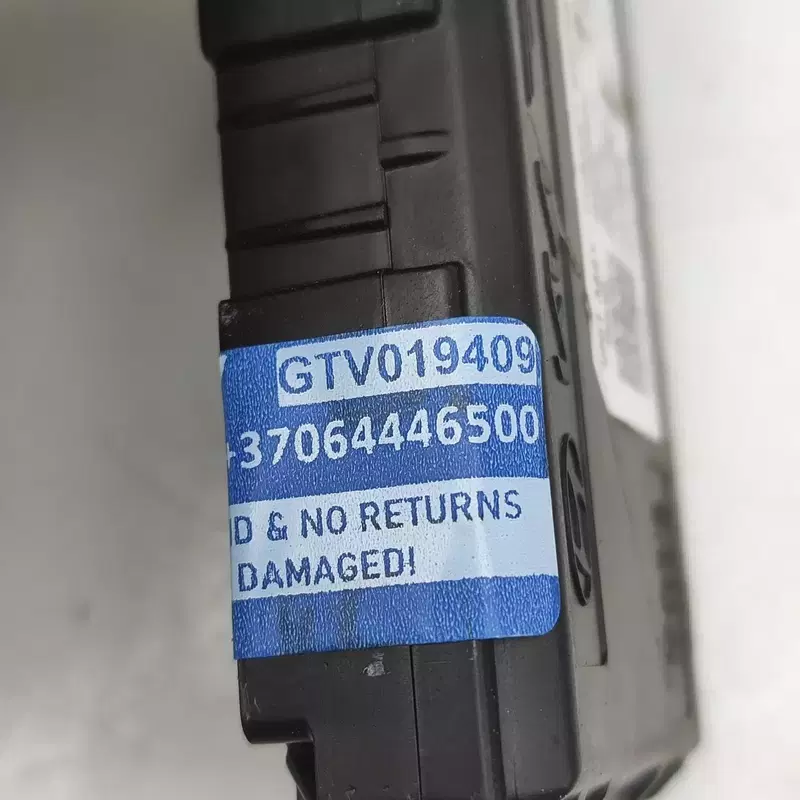 GTV019409
+37064446500
D & NO RETURNS
DAMAGED!